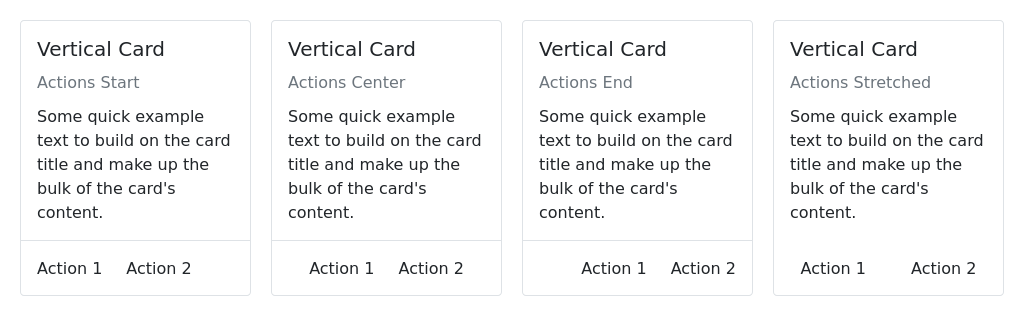 Vertical Card
Actions Start
Some quick example
text to build on the card
title and make up the
bulk of the card's
content.
Action 1 Action 2
Vertical Card
Actions Center
Some quick example
text to build on the card
title and make up the
bulk of the card's
content.
Action 1 Action 2
Vertical Card
Actions End
Some quick example
text to build on the card
title and make up the
bulk of the card's
content.
Action 1 Action 2
Vertical Card
Actions Stretched
Some quick example
text to build on the card
title and make up the
bulk of the card's
content.
Action 1 Action 2